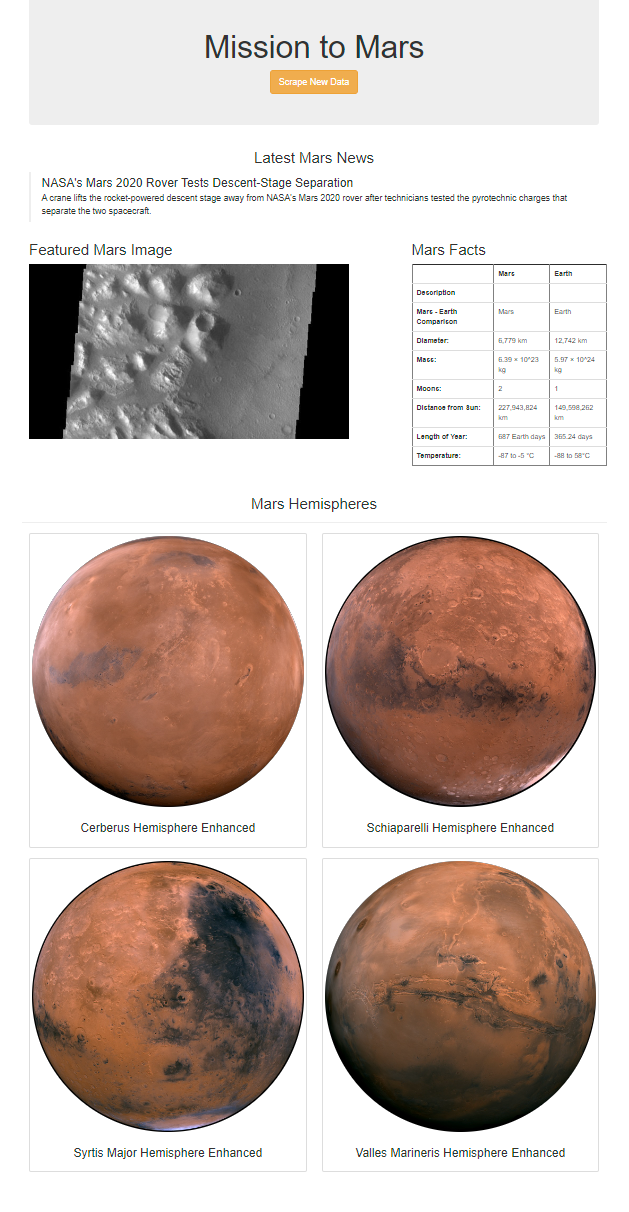 Mission to Mars
Scrape New Data
Latest Mars News
NASA's Mars 2020 Rover Tests Descent-Stage Separation
A crane lifts the rocket-powered descent stage away from NASA's Mars 2020 rover after technicians tested the pyrotechnic charges that
separate the two spacecraft.
Featured Mars Image
Mars Facts
Mars Earth
Description
Mars - Earth
Comparison
Mars Earth
Diameter: 6,779 km 12,742 km
Mass: 6.39 × 10^23
kg
5.97 × 10^24
kg
Moons: 2 1
Distance from Sun: 227,943,824
km
149,598,262
km
Length of Year: 687 Earth days 365.24 days
Temperature: -87 to -5 °C -88 to 58°C
Mars Hemispheres
Cerberus Hemisphere Enhanced
Schiaparelli Hemisphere Enhanced
Syrtis Major Hemisphere Enhanced
Valles Marineris Hemisphere Enhanced